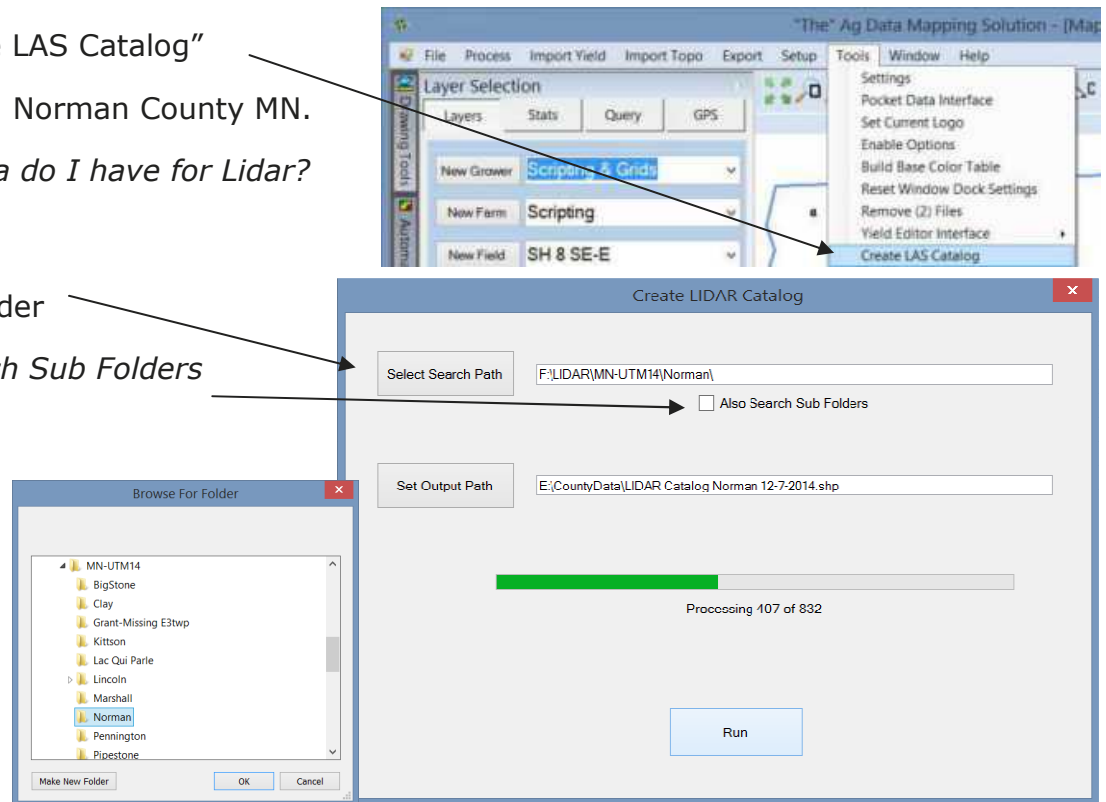 LAS Catalog”
Norman County MN.
do I have for Lidar?
Sub Folders
"The" Ag Data Mapping Solution - [Map
File Process Import Yield Import Topo Export Setup Tools Window Help
Layer Selection
Layers Stats Query GPS
Drawing Tools
New Grower Scripting & Grids
New Farm Scripting
New Field SH 8 SE-E
Settings
Pocket Data Interface
Set Current Logo
Enable Options
Build Base Color Table
Reset Window Dock Settings
Remove (2) Files
Yield Editor Interface
Create LAS Catalog
Create LIDAR Catalog
Select Search Path F:\LIDAR\MN-UTM14\Norman\
Also Search Sub Folders
Set Output Path E:\CountyData\LIDAR Catalog Norman 12-7-2014.shp
Processing 407 of 832
Run
Browse For Folder
MN-UTM14
BigStone
Clay
Grant-Missing E3twp
Kittson
Lac Qui Parle
Lincoln
Marshall
Norman
Pennington
Pipestone
Make New Folder OK Cancel